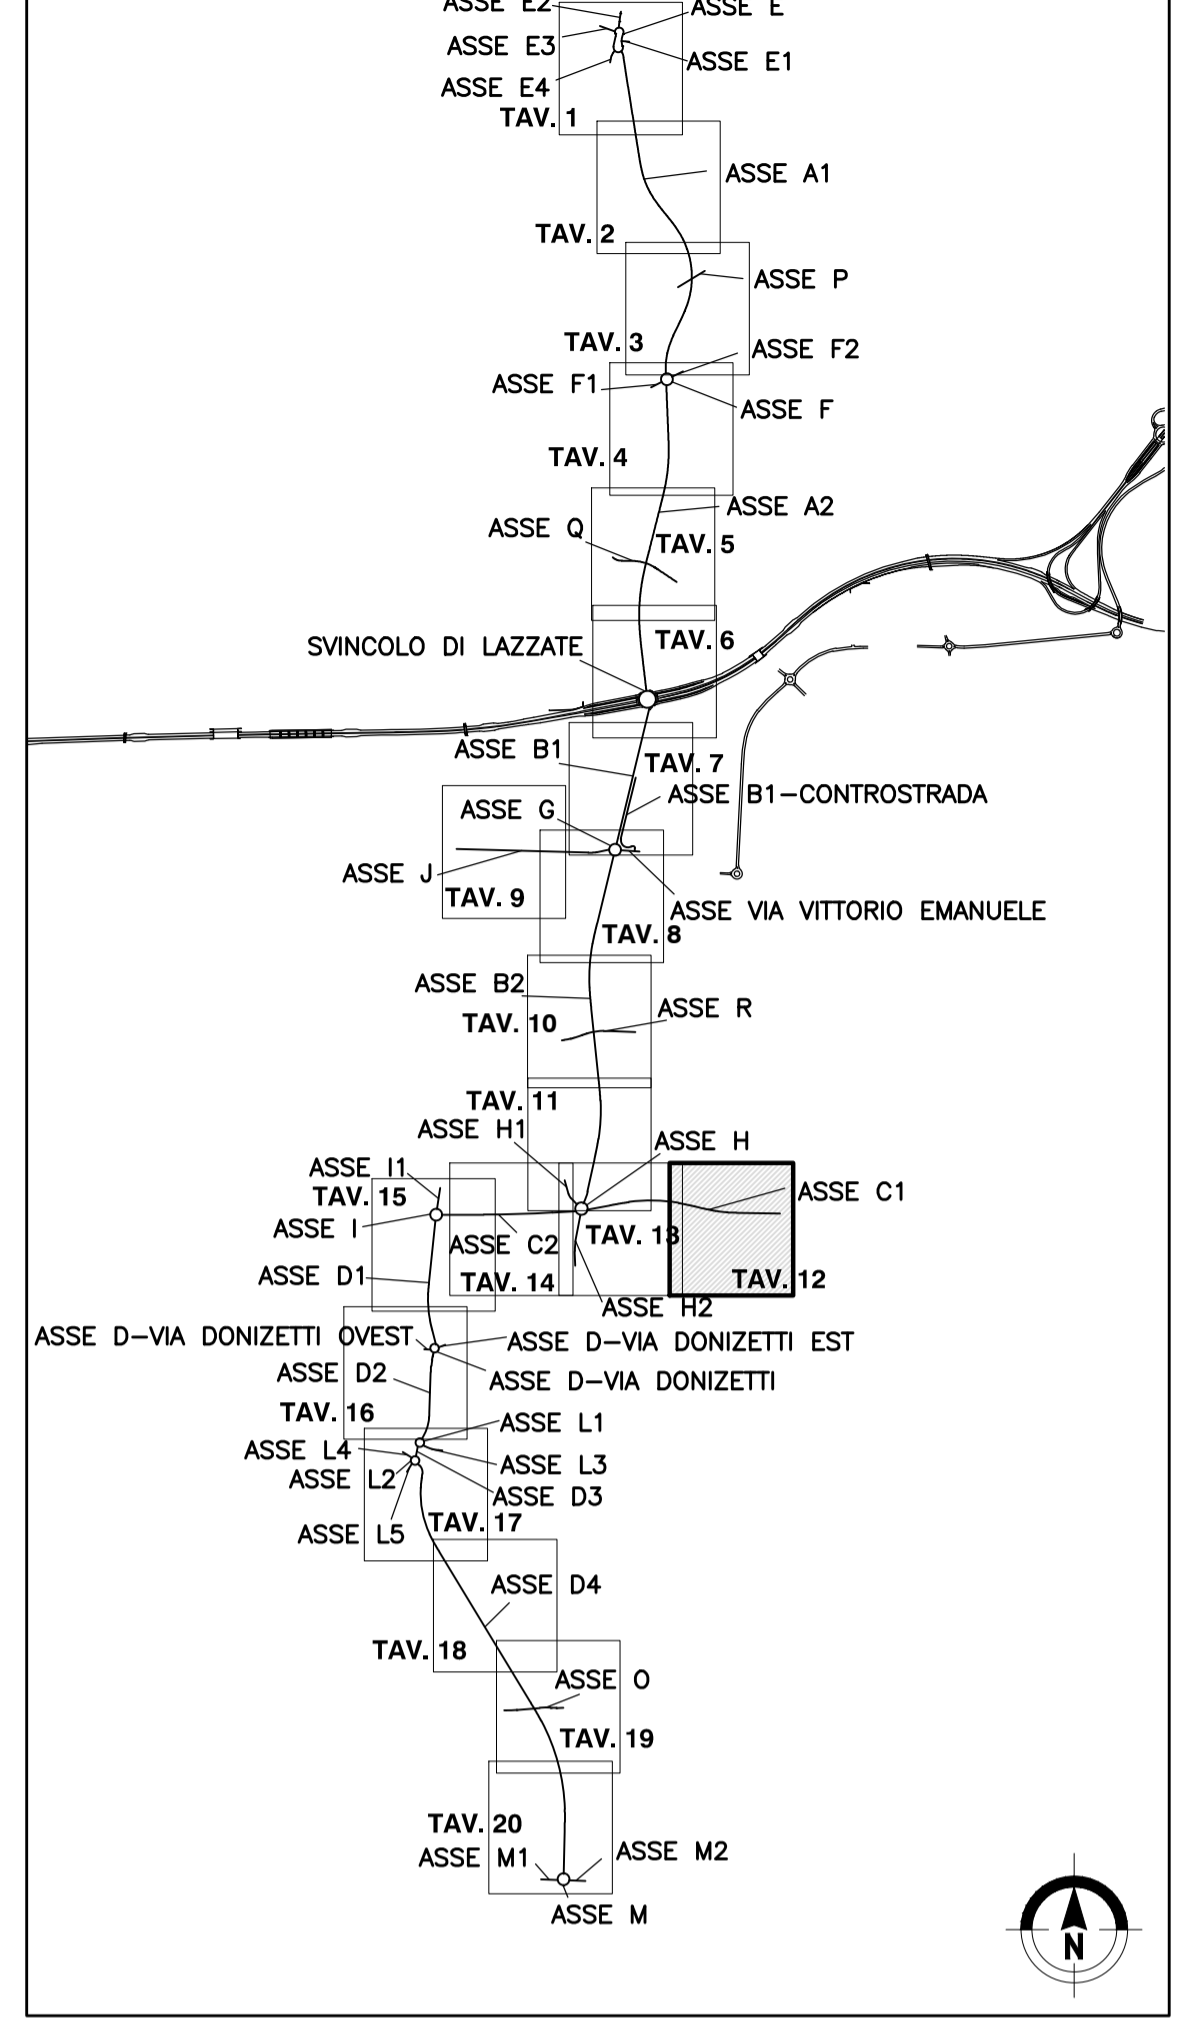 ASSE E2
ASSE E
ASSE E3
ASSE E1
ASSE E4
TAV. 1
ASSE A1
TAV. 2
ASSE P
TAV. 3
ASSE F2
ASSE F1
ASSE F
TAV. 4
ASSE A2
ASSE Q
TAV. 5
SVINCOLO DI LAZZATE
TAV. 6
ASSE B1
TAV. 7
ASSE B1-CONTROSTRADA
ASSE G
ASSE J
TAV. 9
ASSE VIA VITTORIO EMANUELE
TAV. 8
ASSE B2
ASSE R
TAV. 10
TAV. 11
ASSE H1
ASSE H
ASSE I1
TAV. 15
ASSE C1
ASSE I
TAV. 13
ASSE C2
ASSE D1
TAV. 14
TAV. 12
ASSE H2
ASSE D-VIA DONIZETTI OVEST
ASSE D-VIA DONIZETTI EST
ASSE D2
ASSE D-VIA DONIZETTI
TAV. 16
ASSE L1
ASSE L4
ASSE L3
ASSE L2
ASSE D3
TAV. 17
ASSE L5
ASSE D4
TAV. 18
ASSE O
TAV. 19
TAV. 20
ASSE M1
ASSE M2
ASSE M
N